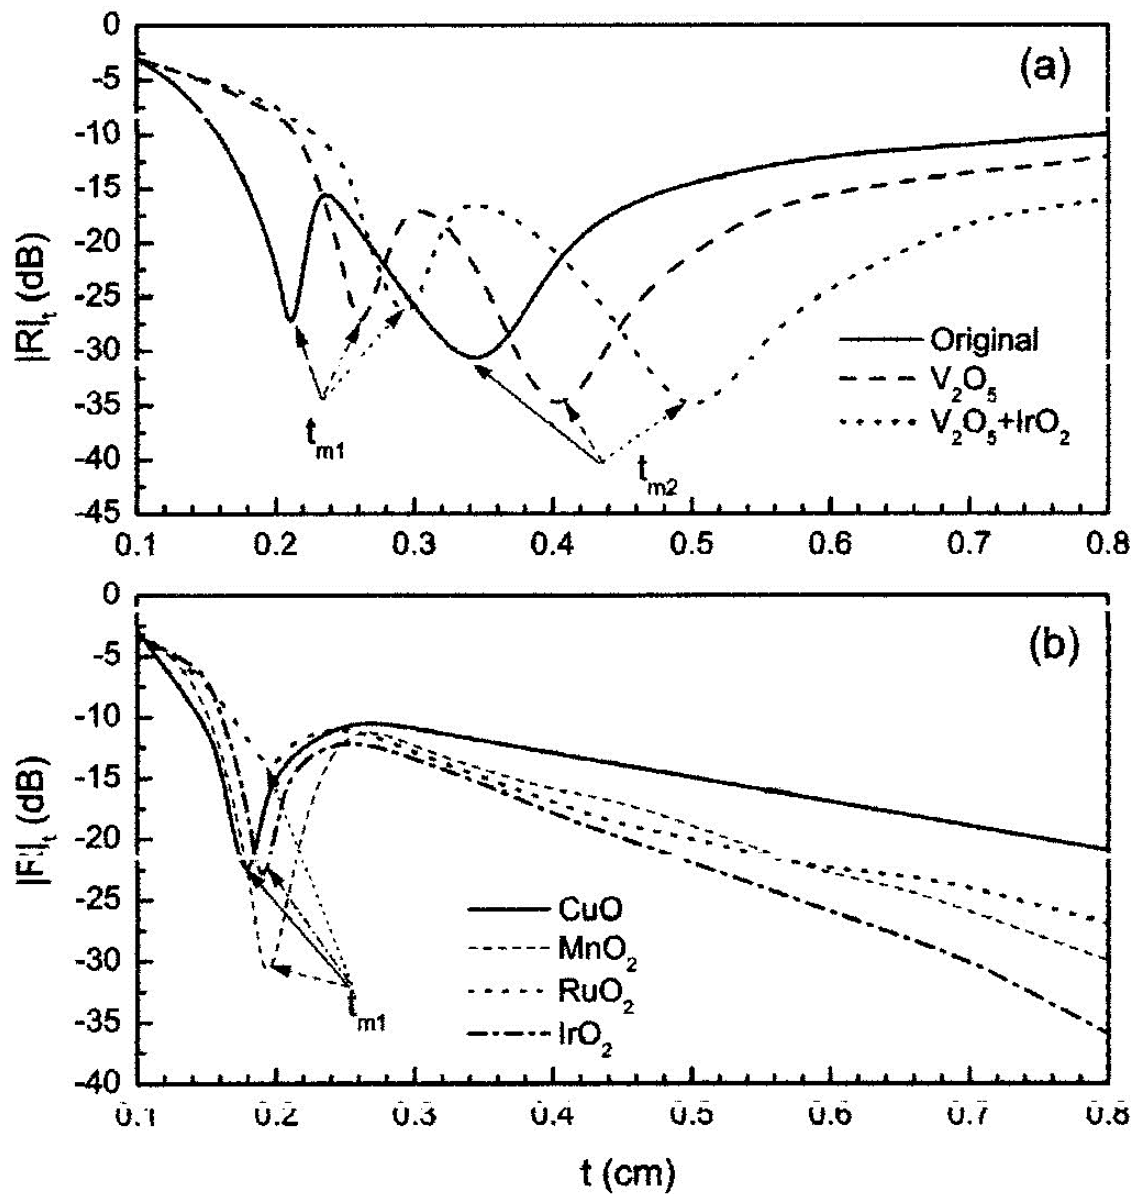 (a)
0
-5
-10
-15
-20
-25
-30
-35
-40
-45
|R|t (dB)
Original
V2O5
V2O5+IrO2
tm1
tm2
0.1 0.2 0.3 0.4 0.5 0.6 0.7 0.8
(b)
0
-5
-10
-15
-20
-25
-30
-35
-40
|R|t (dB)
CuO
MnO2
RuO2
IrO2
tm1
0.1 0.2 0.3 0.4 0.5 0.6 0.7 0.8
t (cm)